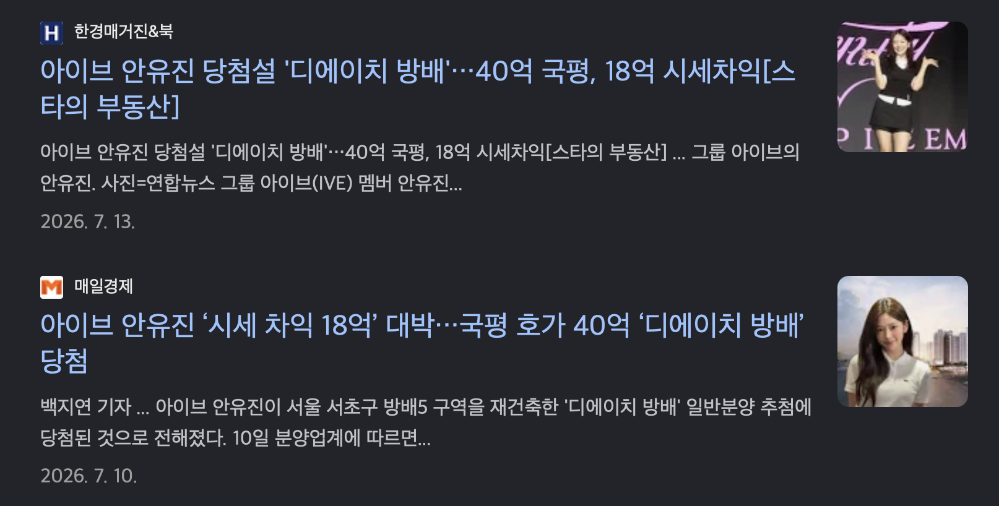 한경매거진&북
아이브 안유진 당첨설 '디에이치 방배'…40억 국평, 18억 시세차익[스
타의 부동산]
아이브 안유진 당첨설 '디에이치 방배'…40억 국평, 18억 시세차익[스타의 부동산] ... 그룹 아이브의
안유진. 사진=연합뉴스 그룹 아이브(IVE) 멤버 안유진...
2026. 7. 13.
매일경제
아이브 안유진 ‘시세 차익 18억’ 대박…국평 호가 40억 ‘디에이치 방배’
당첨
백지연 기자 ... 아이브 안유진이 서울 서초구 방배5 구역을 재건축한 '디에이치 방배' 일반분양 추첨에
당첨된 것으로 전해졌다. 10일 분양업계에 따르면...
2026. 7. 10.